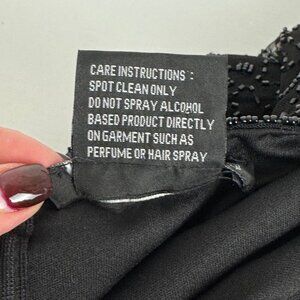 CARE INSTRUCTIONS :
SPOT CLEAN ONLY
DO NOT SPRAY ALCOHOL
BASED PRODUCT DIRECTLY
ON GARMENT SUCH AS
PERFUME OR HAIR SPRAY